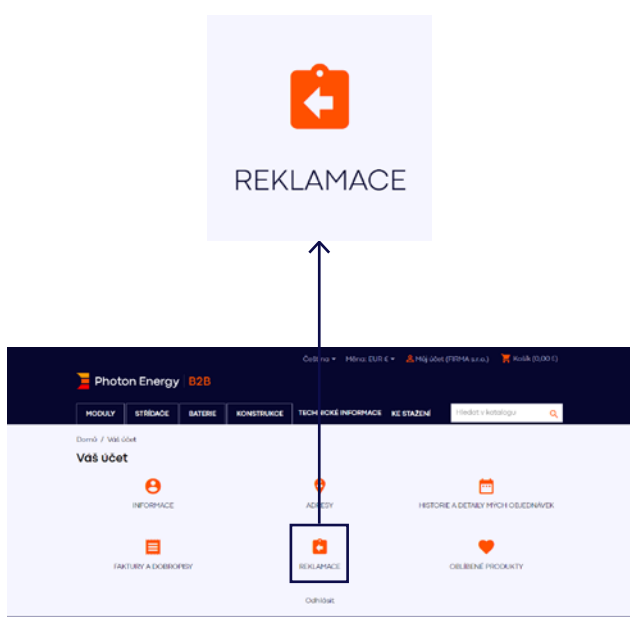 REKLAMACE
Čeština Měna: EUR € Můj účet (FIRMA s.r.o.) Košík (0,00 €)
Photon Energy B2B
MODULY STŘÍDAČE BATERIE KONSTRUKCE TECHNICKÉ INFORMACE KE STAŽENÍ Hledat v katalogu
Domů / Váš účet
Váš účet
INFORMACE ADRESY HISTORIE A DETAILY MÝCH OBJEDNÁVEK
FAKTURY A DOBROPISY REKLAMACE OBLÍBENÉ PRODUKTY
Odhlásit